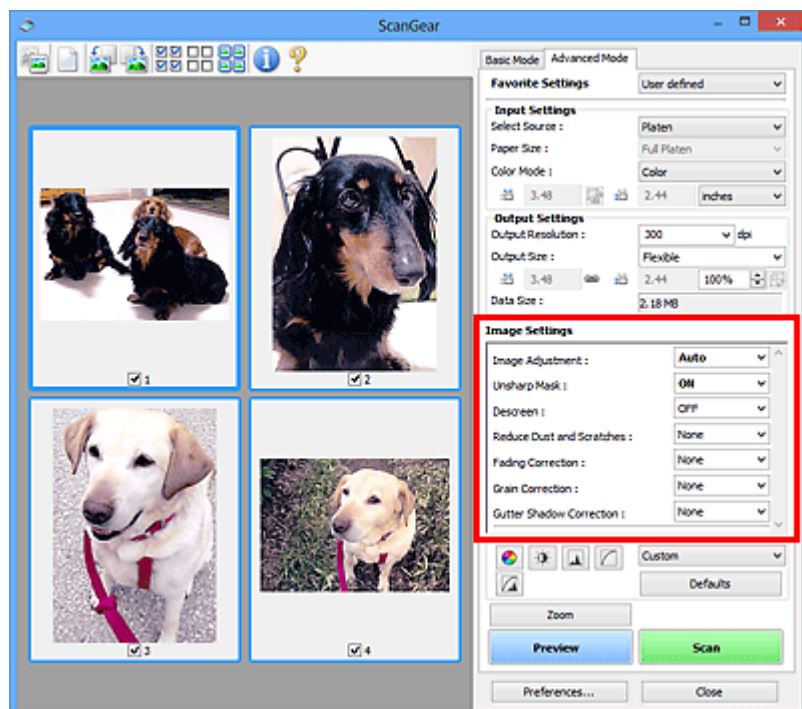 ScanGear
Basic Mode Advanced Mode
Favorite Settings User defined
Input Settings
Select Source : Platen
Paper Size : Full Platen
Color Mode : Color
3.48 2.44 inches
Output Settings
Output Resolution : 300 dpi
Output Size : Flexible
3.48 2.44 100%
Data Size : 2.18 MB
Image Settings
Image Adjustment : Auto
Unsharp Mask : ON
Descreen : OFF
Reduce Dust and Scratches : None
Fading Correction : None
Grain Correction : None
Gutter Shadow Correction : None
Custom
Defaults
Zoom
Preview Scan
Preferences... Close
1
2
3
4